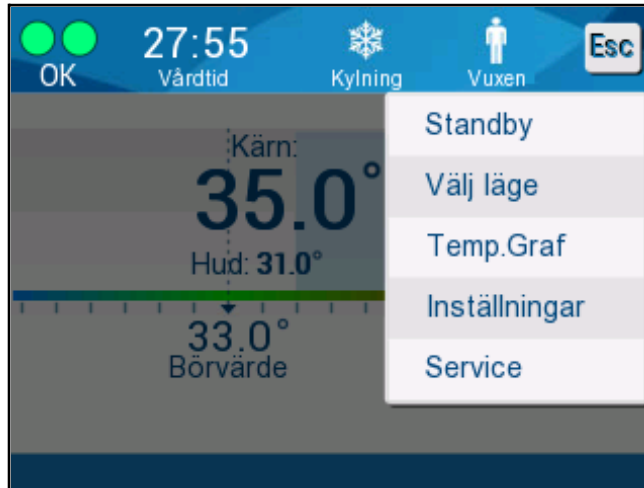 27:55
Esc
OK
Vårdtid
Kylning
Vuxen
Kärn:
35.0°
Hud: 31.0°
33.0°
Börvärde
Standby
Välj läge
Temp.Graf
Inställningar
Service